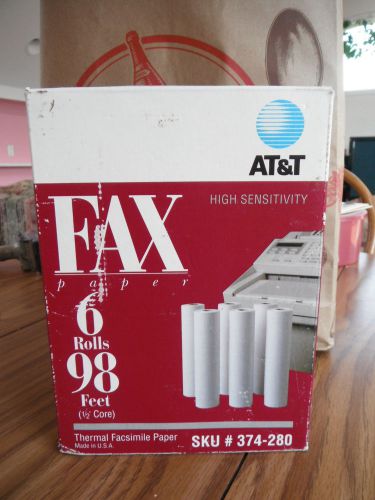 AT&T
HIGH SENSITIVITY
FAX
paper
6
Rolls
98
Feet
(½" Core)
Thermal Facsimile Paper
Made in U.S.A.
SKU # 374-280